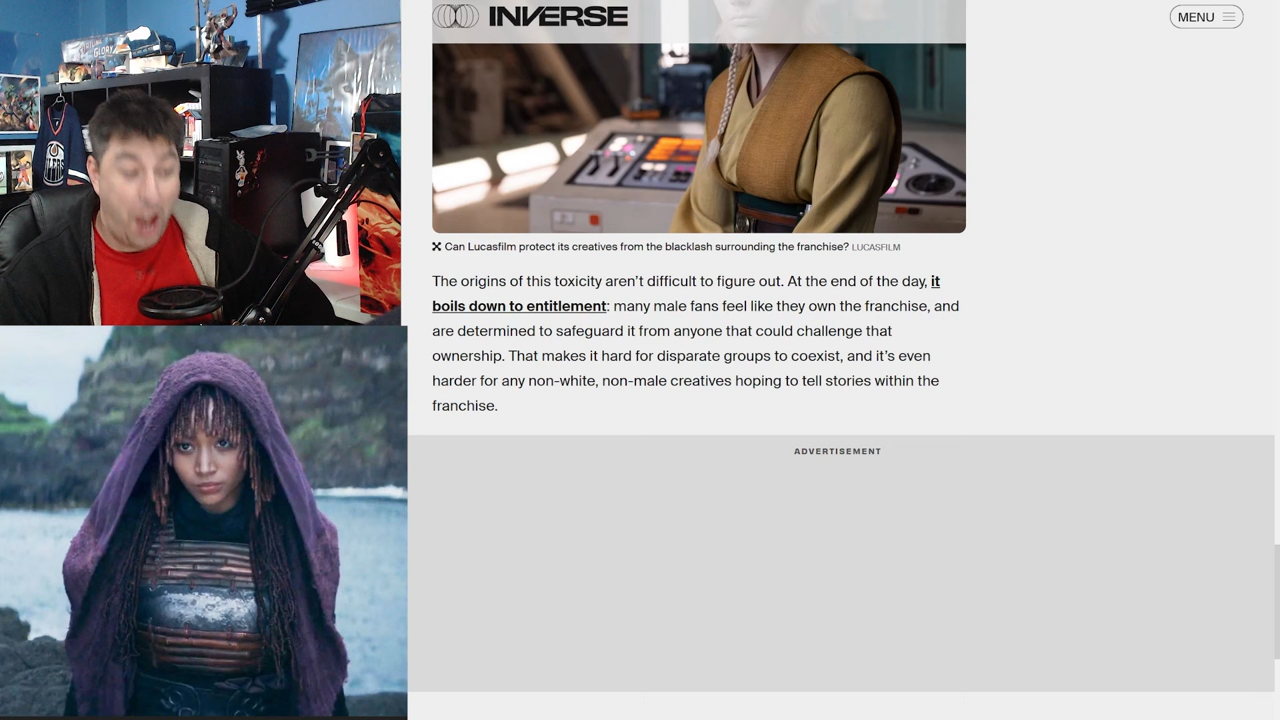 INVERSE
MENU
Can Lucasfilm protect its creatives from the blacklash surrounding the franchise? LUCASFILM
The origins of this toxicity aren’t difficult to figure out. At the end of the day, it
boils down to entitlement: many male fans feel like they own the franchise, and
are determined to safeguard it from anyone that could challenge that
ownership. That makes it hard for disparate groups to coexist, and it’s even
harder for any non-white, non-male creatives hoping to tell stories within the
franchise.
ADVERTISEMENT
GLORY
OILERS